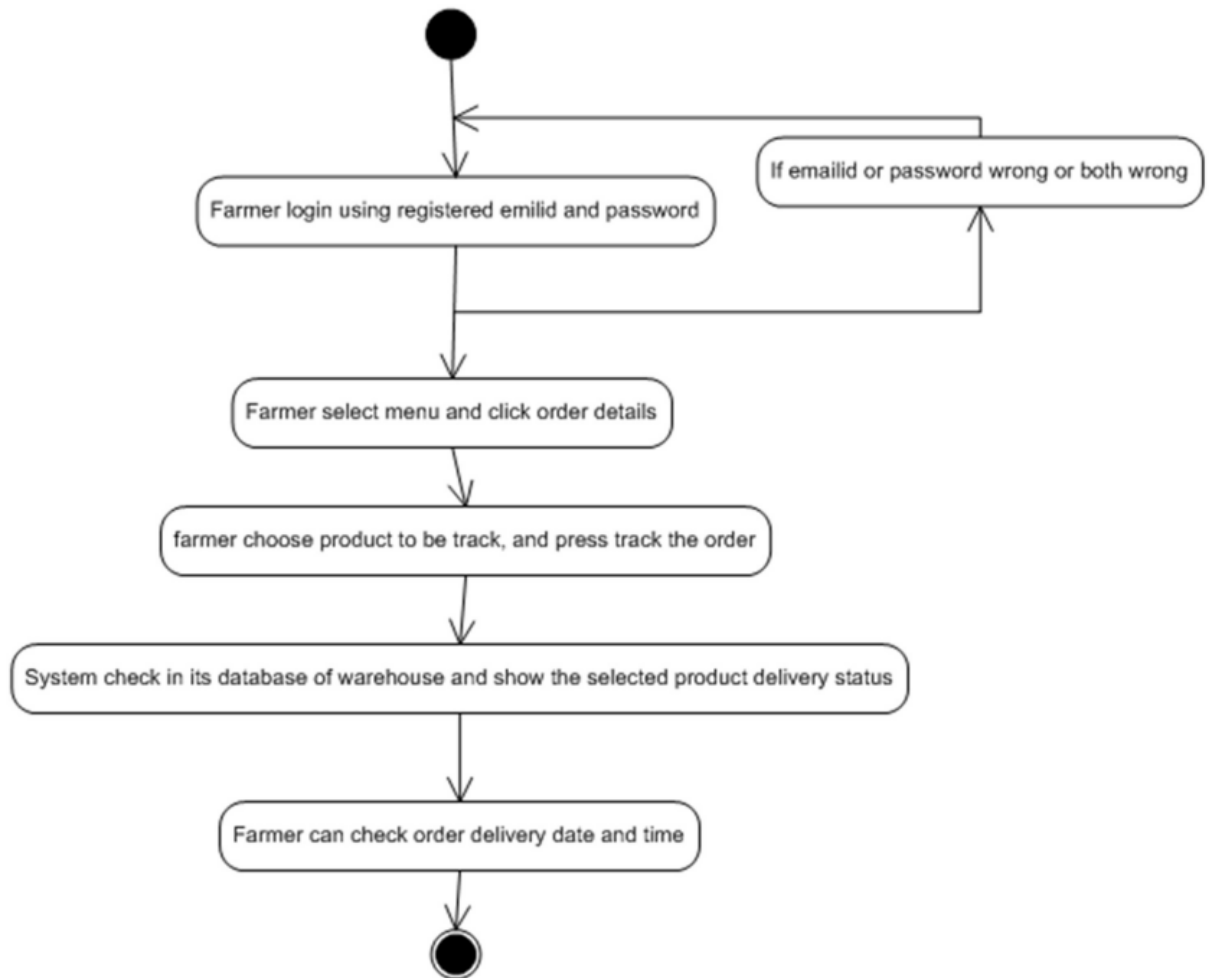 If emailid or password wrong or both wrong
Farmer login using registered emilid and password
Farmer select menu and click order details
farmer choose product to be track, and press track the order
System check in its database of warehouse and show the selected product delivery status
Farmer can check order delivery date and time